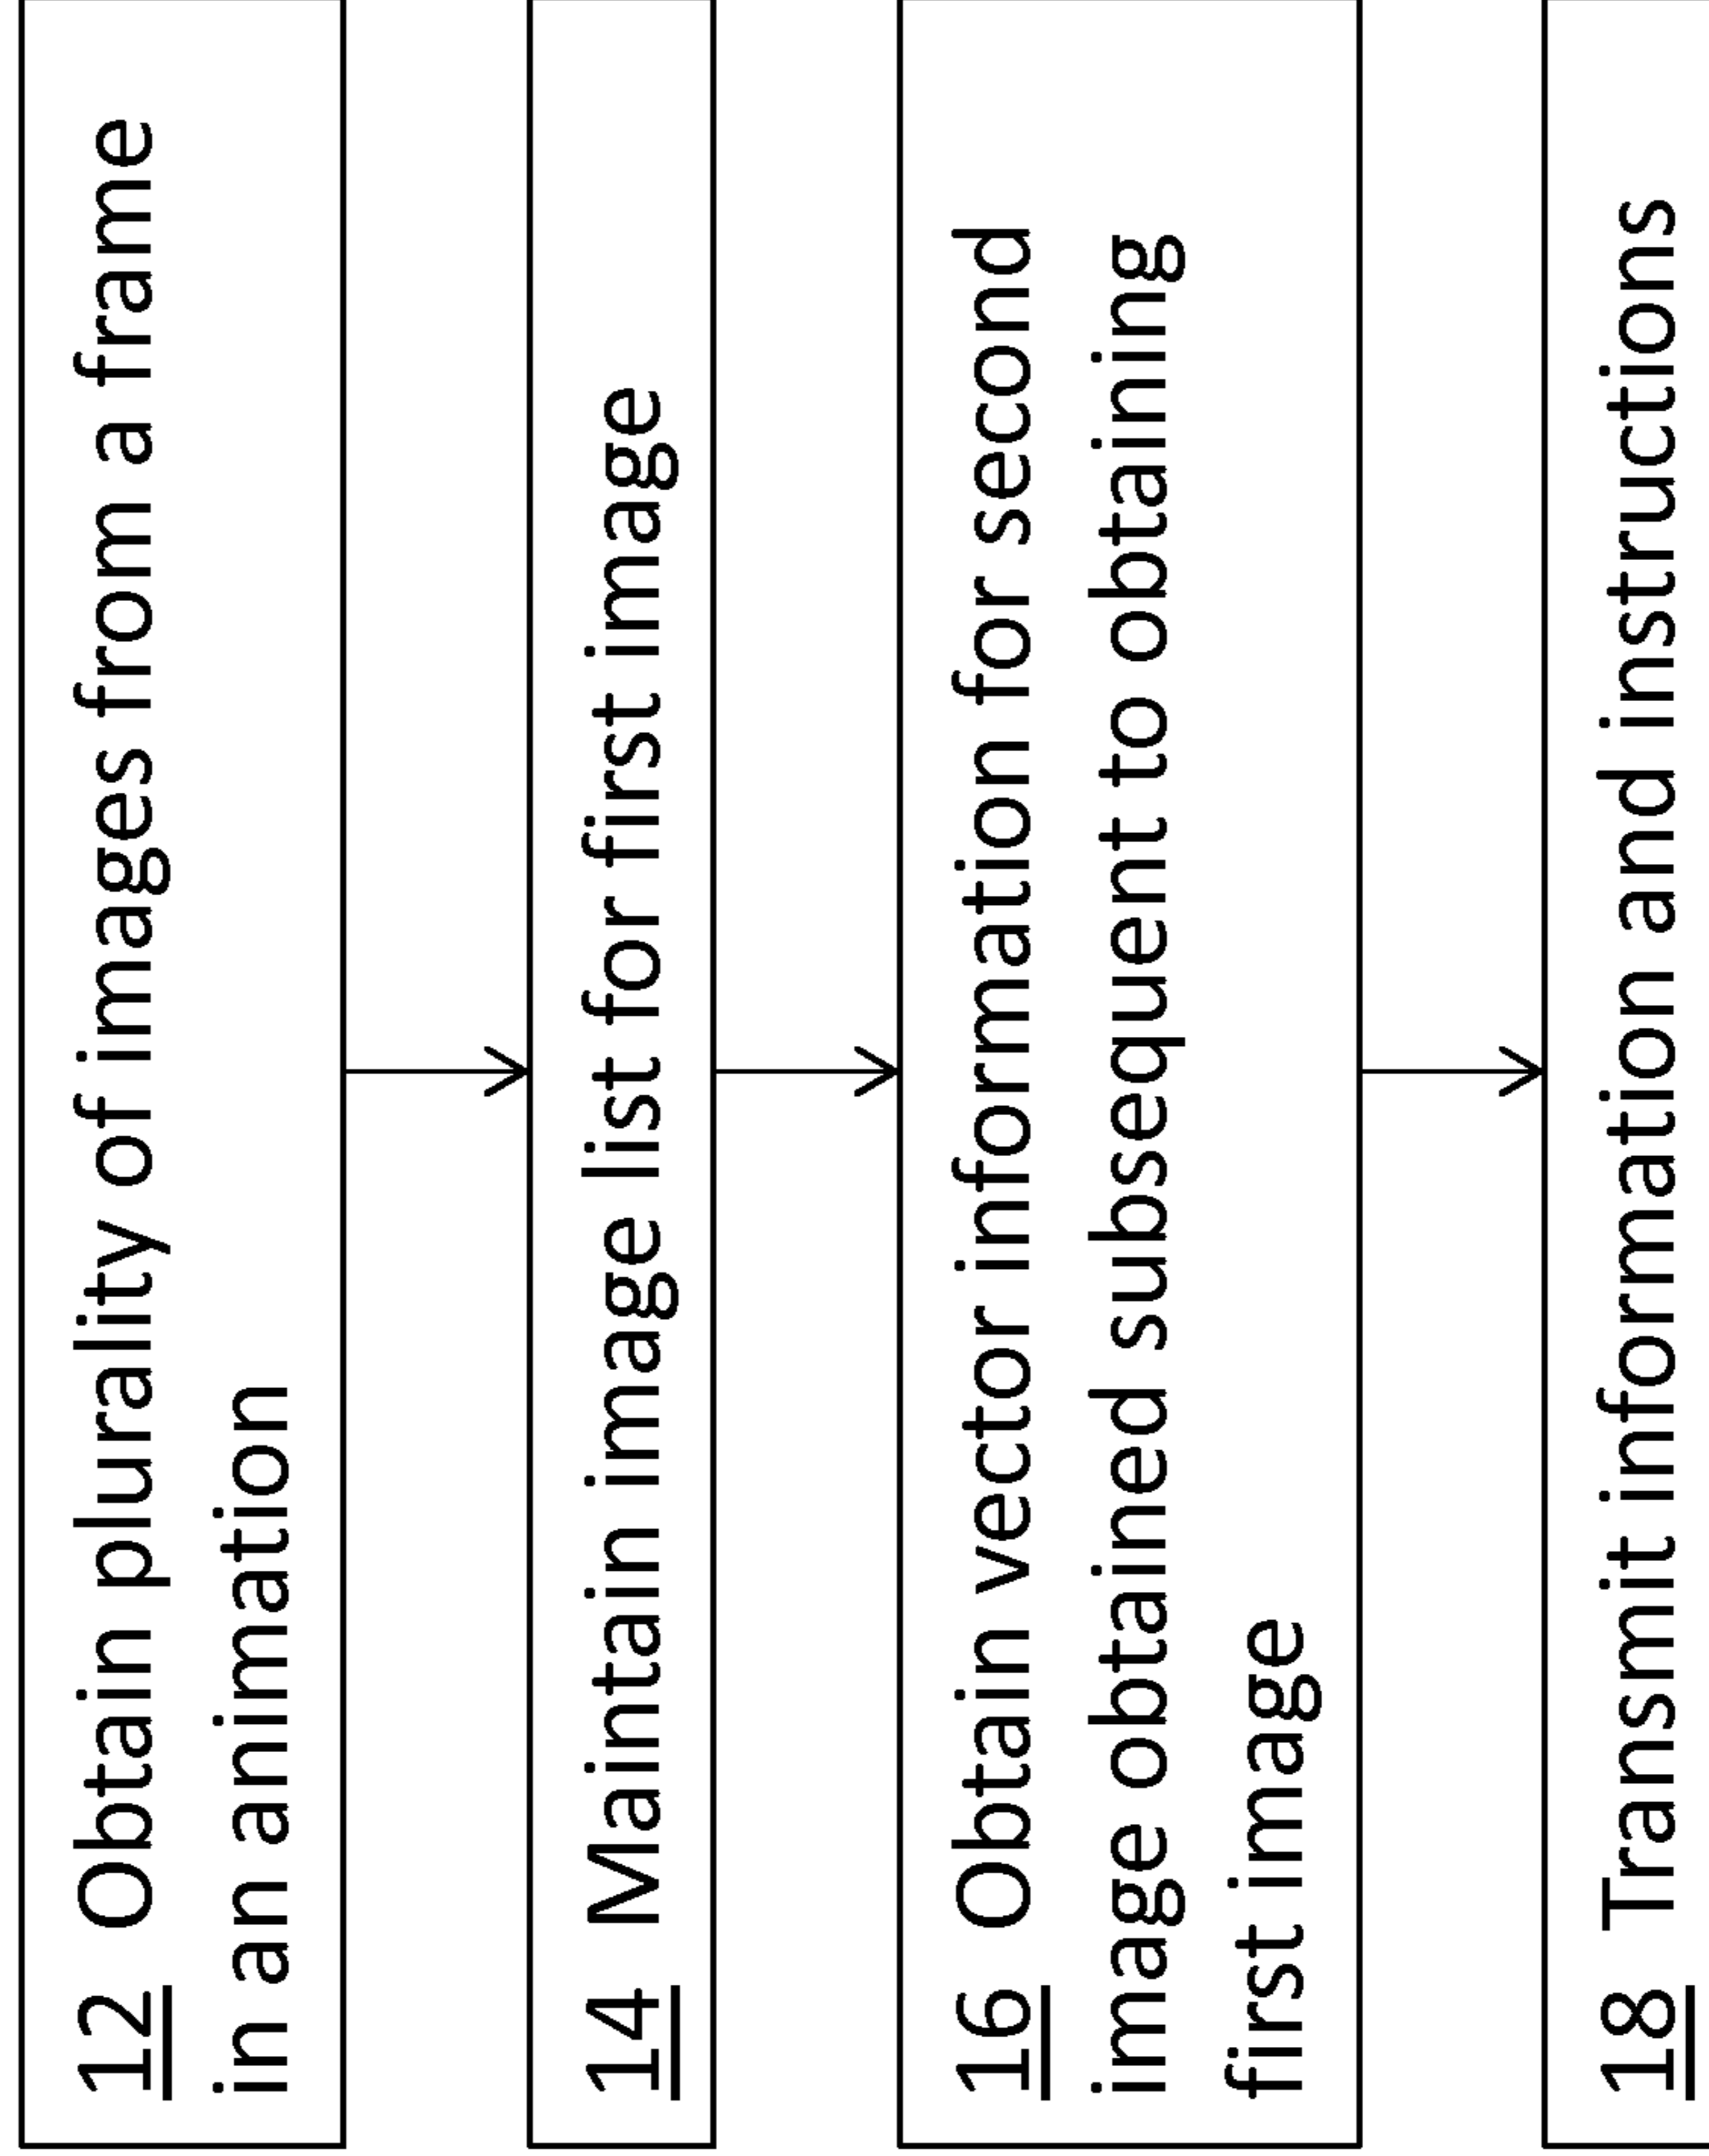 12 Obtain plurality of images from a frame
in an animation
14 Maintain image list for first image
16 Obtain vector information for second
image obtained subsequent to obtaining
first image
18 Transmit information and instructions